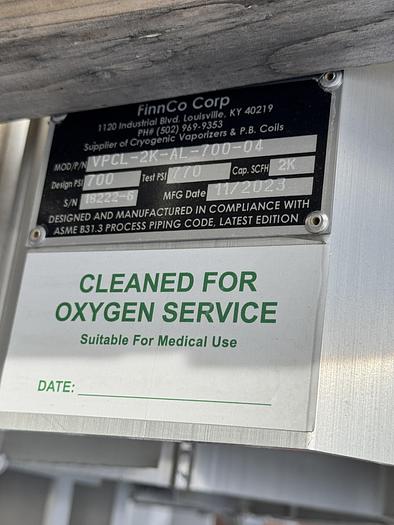 FinnCo Corp
1120 Industrial Blvd. Louisville, KY 40219
PH# (502) 969-9353
Supplier of Cryogenic Vaporizers & P.B. Coils
MOD/P/N VPCL-2K-AL-700-04
Design PSI 700 Test PSI 770 Cap. SCFH 2K
S/N 18222-6 MFG Date 11/2023
DESIGNED AND MANUFACTURED IN COMPLIANCE WITH
ASME B31.3 PROCESS PIPING CODE, LATEST EDITION
CLEANED FOR
OXYGEN SERVICE
Suitable For Medical Use
DATE: